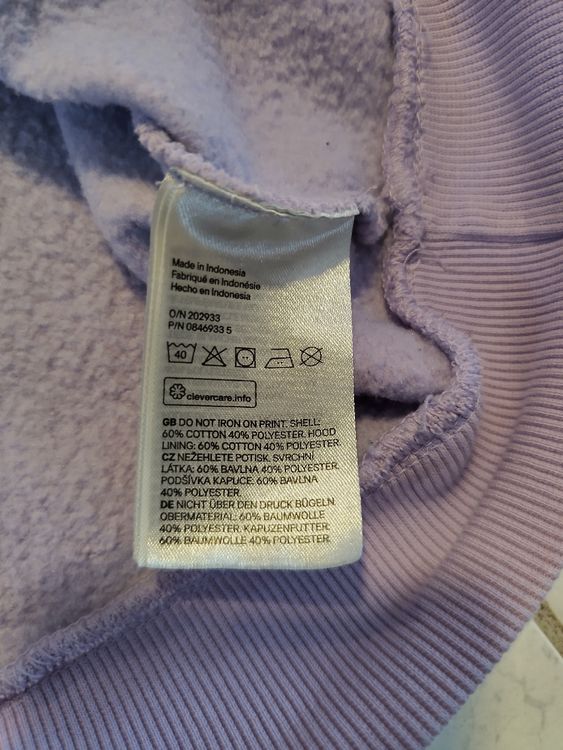 Made in Indonesia
Fabriqué en Indonésie
Hecho en Indonesia
O/N 202933
P/N 0846933 5
40
clevercare.info
GB DO NOT IRON ON PRINT. SHELL:
60% COTTON 40% POLYESTER. HOOD
LINING: 60% COTTON 40% POLYESTER.
CZ NEŽEHLETE POTISK. SVRCHNÍ
LÁTKA: 60% BAVLNA 40% POLYESTER.
PODŠÍVKA KAPUCE: 60% BAVLNA
40% POLYESTER.
DE NICHT ÜBER DEN DRUCK BÜGELN.
OBERMATERIAL: 60% BAUMWOLLE
40% POLYESTER. KAPUZENFUTTER:
60% BAUMWOLLE 40% POLYESTER.